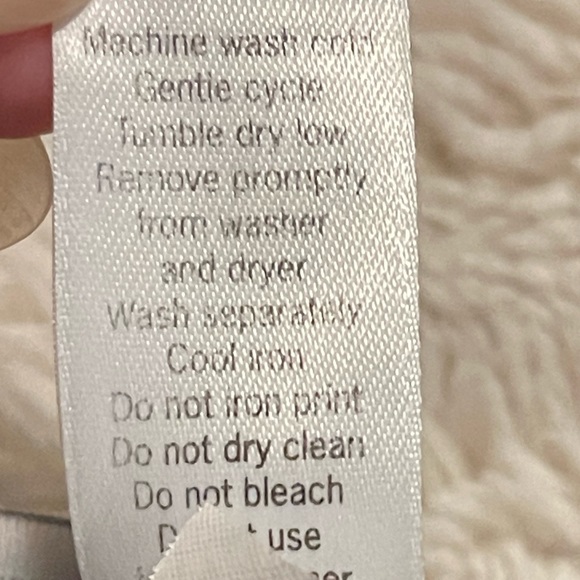 Machine wash cold
Gentle cycle
Tumble dry low
Remove promptly
from washer
and dryer
Wash separately
Cool iron
Do not iron print
Do not dry clean
Do not bleach
use